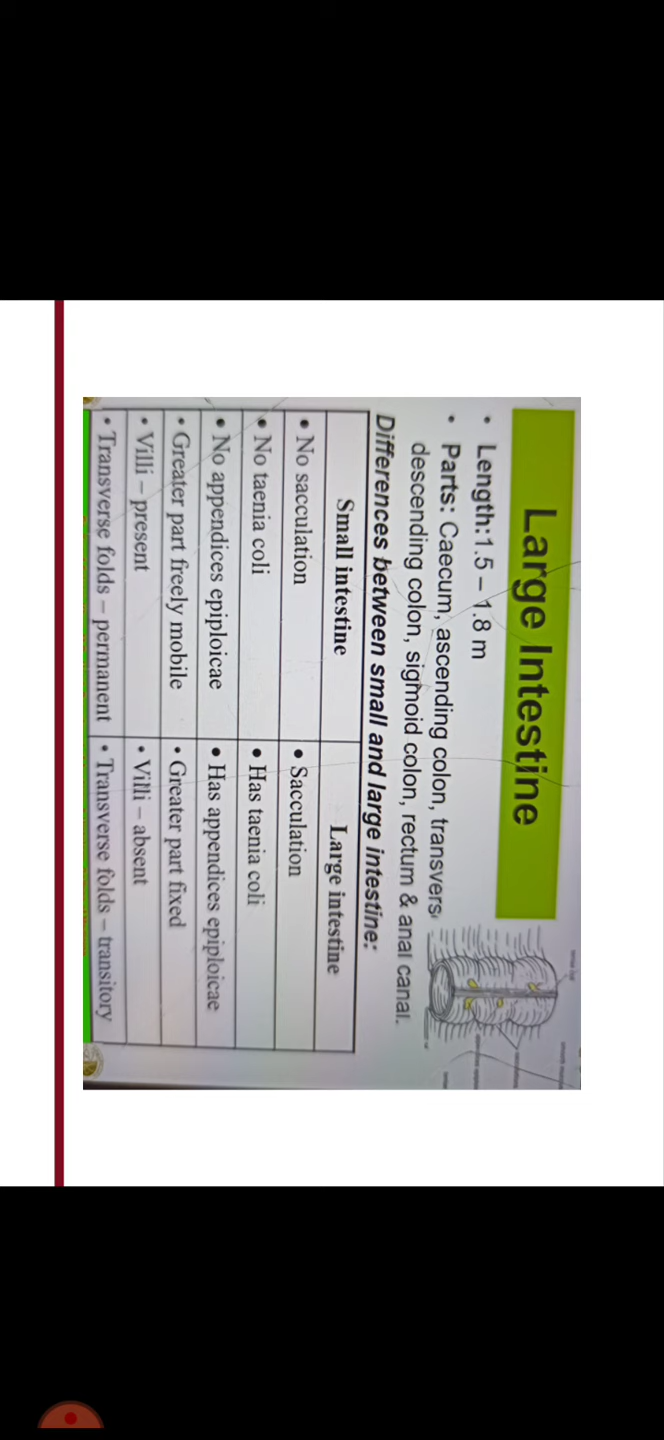 Large Intestine
• Length:1.5 – 1.8 m
• Parts: Caecum, ascending colon, transvers
descending colon, sigmoid colon, rectum & anal canal.
Differences between small and large intestine:
Small intestine Large intestine
• No sacculation • Sacculation
• No taenia coli • Has taenia coli
• No appendices epiploicae • Has appendices epiploicae
• Greater part freely mobile • Greater part fixed
• Villi – present • Villi – absent
• Transverse folds – permanent • Transverse folds – transitory